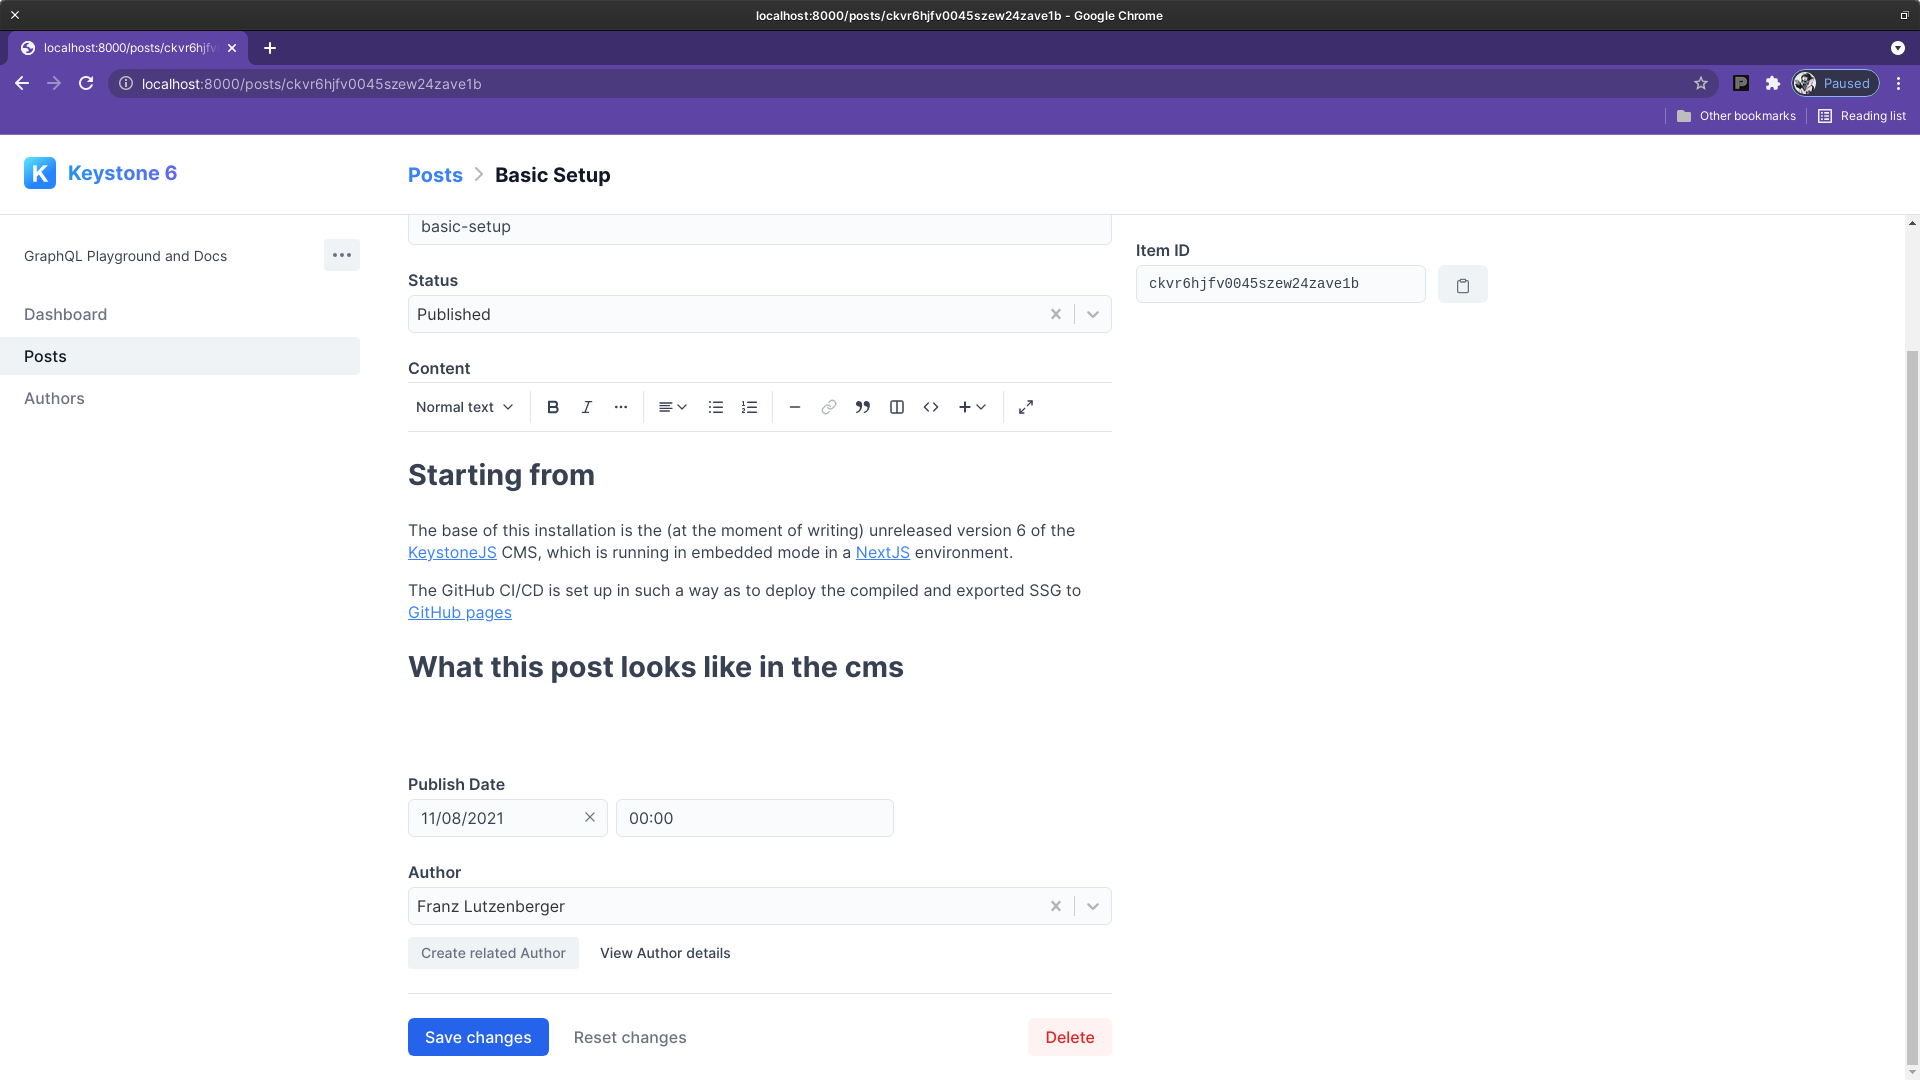 localhost:8000/posts/ckvr6hjfv0045szew24zave1b - Google Chrome
localhost:8000/posts/ckvr6hjfv
localhost:8000/posts/ckvr6hjfv0045szew24zave1b
Paused
Other bookmarks
Reading list
Keystone 6
Posts > Basic Setup
GraphQL Playground and Docs
Dashboard
Posts
Authors
basic-setup
Status
Published
Content
Normal text
Starting from
The base of this installation is the (at the moment of writing) unreleased version 6 of the
KeystoneJS CMS, which is running in embedded mode in a NextJS environment.
The GitHub CI/CD is set up in such a way as to deploy the compiled and exported SSG to
GitHub pages
What this post looks like in the cms
Publish Date
11/08/2021
00:00
Author
Franz Lutzenberger
Create related Author
View Author details
Save changes
Reset changes
Delete
Item ID
ckvr6hjfv0045szew24zave1b